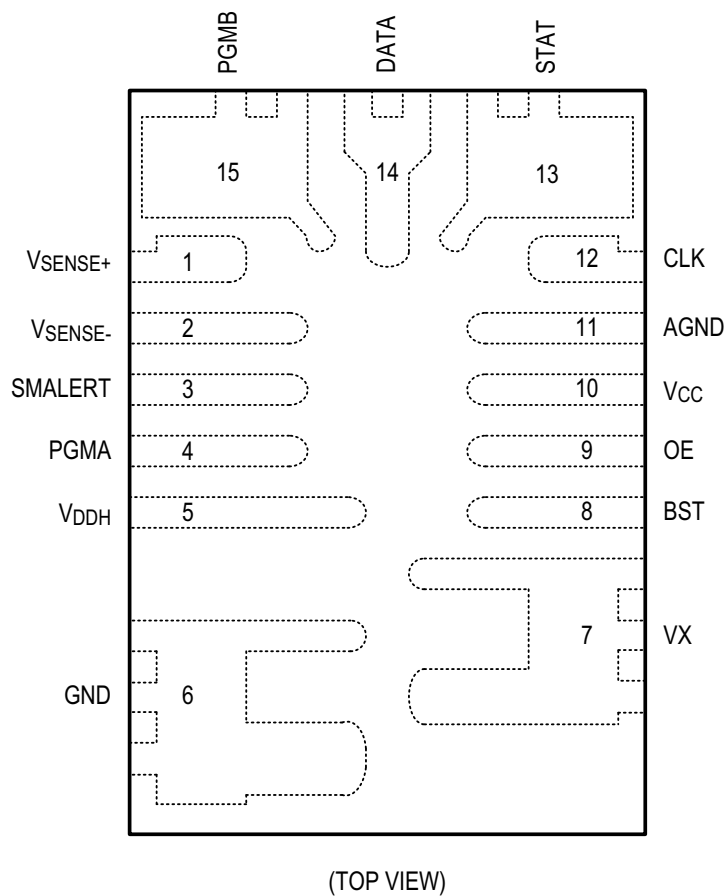 PGMB DATA STAT
15 14 13
VSENSE+ 1 12 CLK
VSENSE- 2 11 AGND
SMALERT 3 10 VCC
PGMA 4 9 OE
VDDH 5 8 BST
7 VX
GND 6
(TOP VIEW)